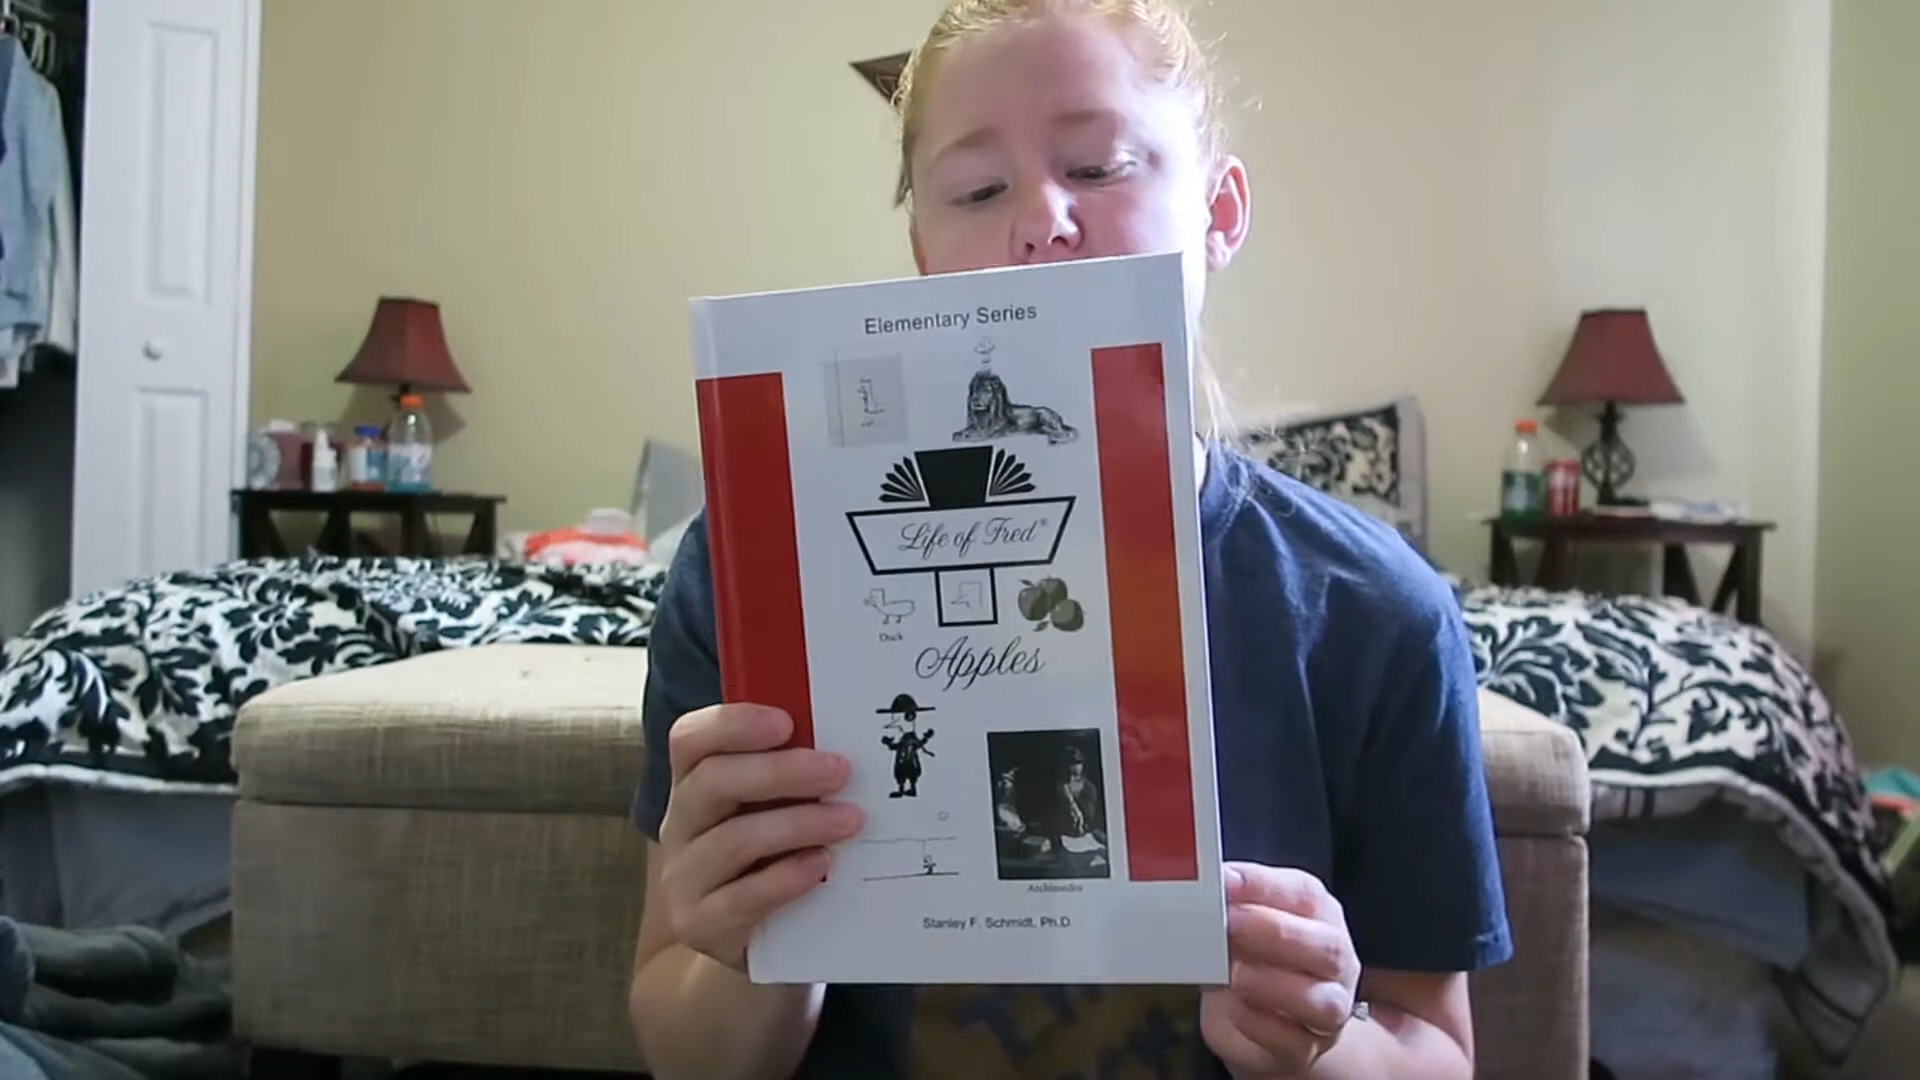 Elementary Series
Life of Fred®
Duck
Apples
Archimedes
Stanley F. Schmidt, Ph.D